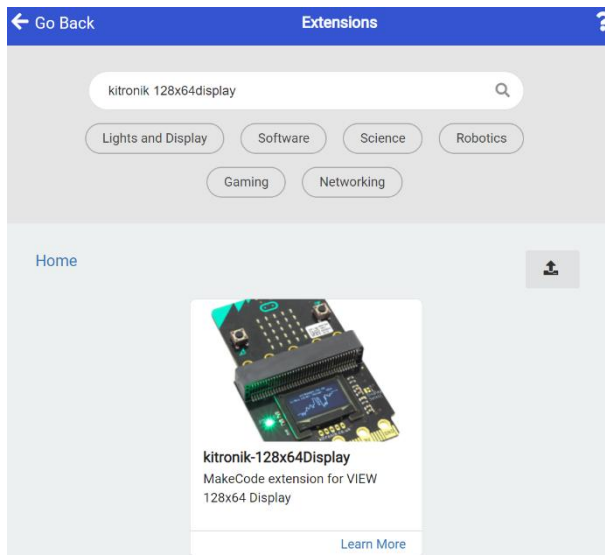 Go Back
Extensions
?
kitronik 128x64display
Lights and Display
Software
Science
Robotics
Gaming
Networking
Home
kitronik-128x64Display
MakeCode extension for VIEW
128x64 Display
Learn More